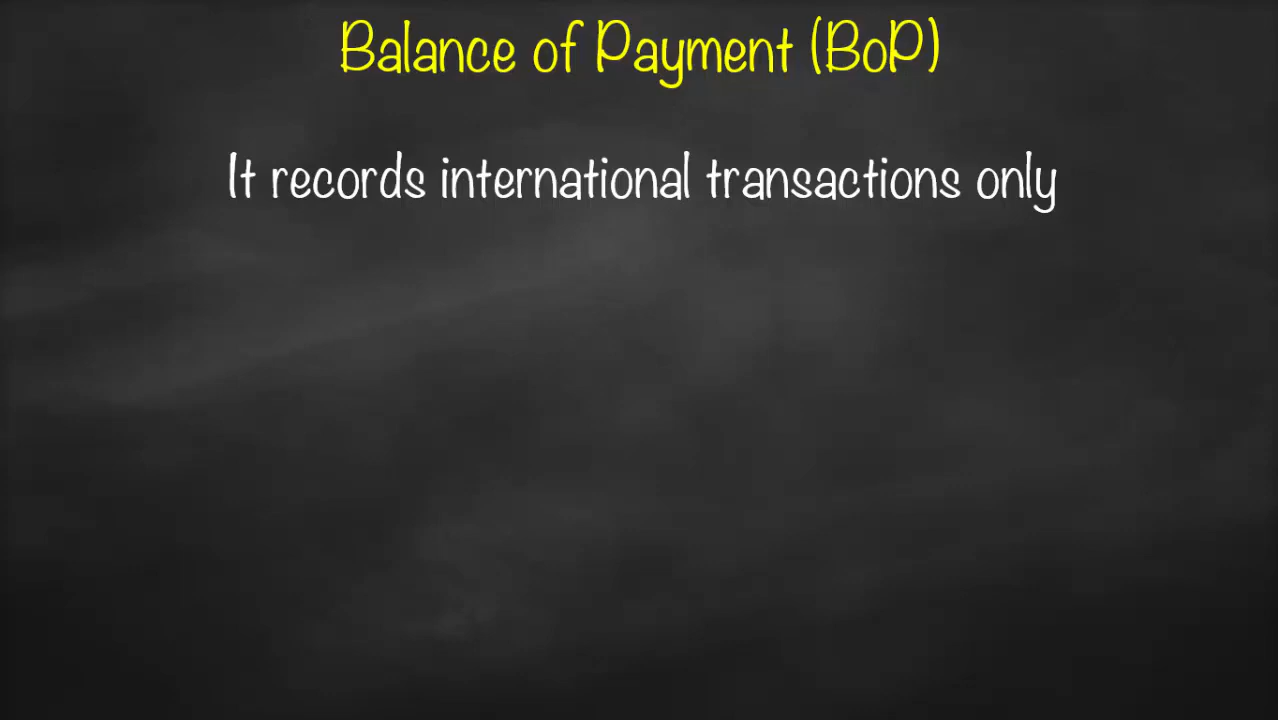 Balance of Payment (BoP)
It records international transactions only